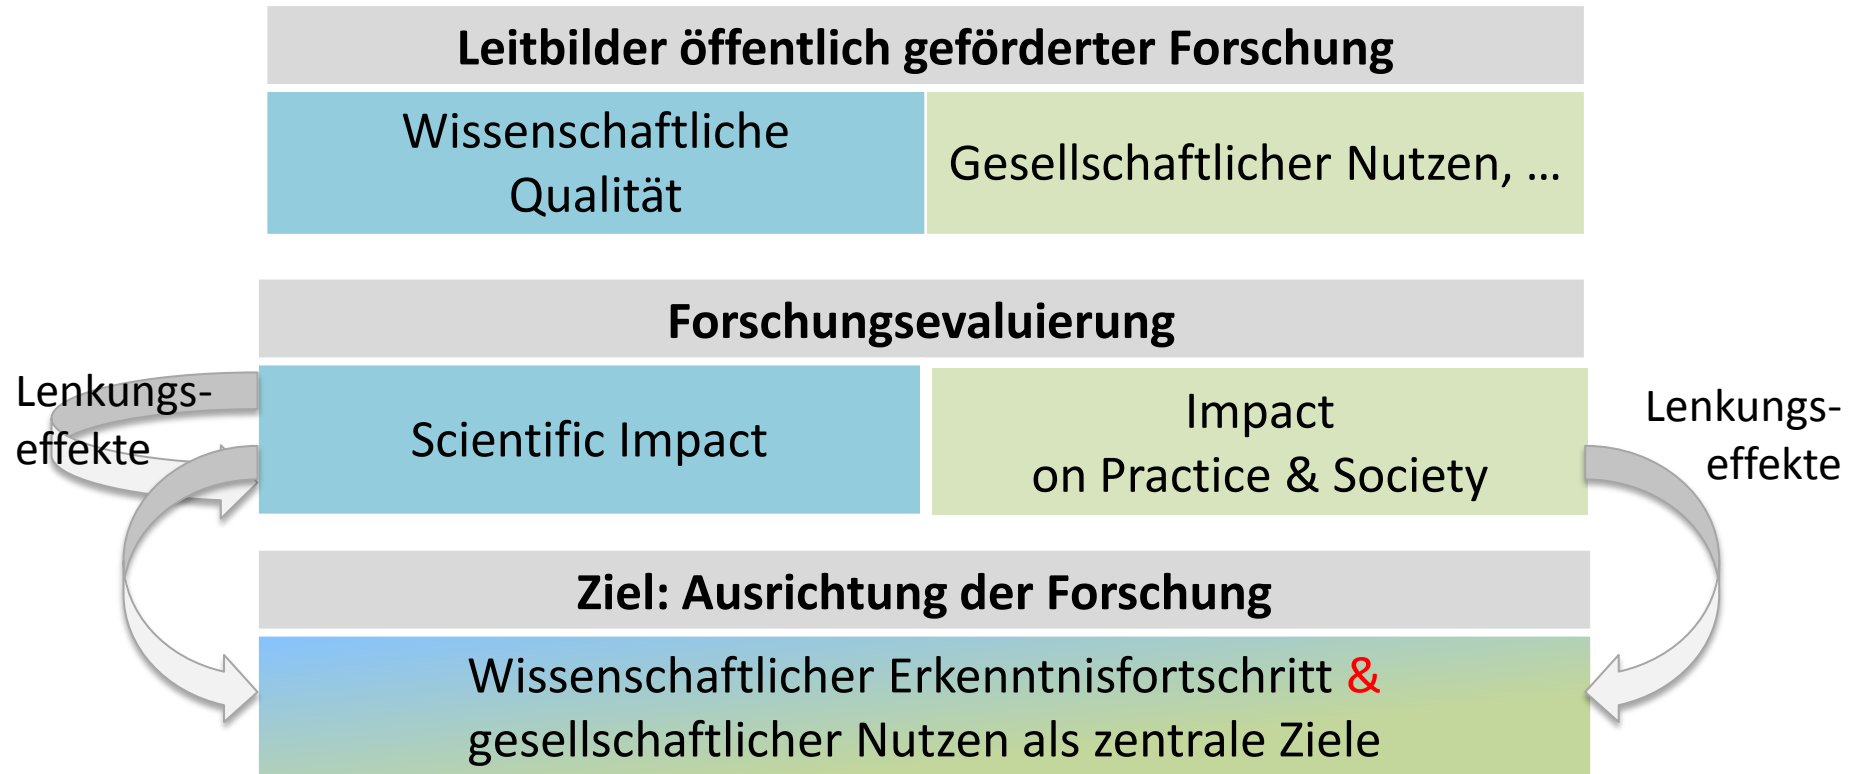 Leitbilder öffentlich geförderter Forschung
Wissenschaftliche
Qualität
Gesellschaftlicher Nutzen, ...
Forschungsevaluierung
Lenkungs-
effekte
Scientific Impact
Impact
on Practice & Society
Lenkungs-
effekte
Ziel: Ausrichtung der Forschung
Wissenschaftlicher Erkenntnisfortschritt &
gesellschaftlicher Nutzen als zentrale Ziele